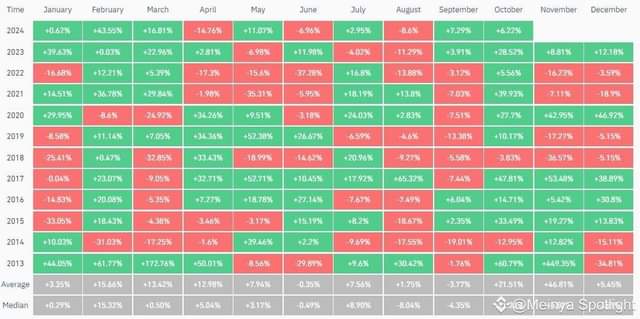 Time January February March April May June July August September October November December
2024 +0.62% +43.55% +16.81% -14.76% +11.07% -6.96% +2.95% -8.6% +7.29% +6.22%
2023 +39.63% +0.03% +22.96% +2.81% -6.98% +11.98% -4.02% -11.29% +3.91% +28.52% +8.81% +12.18%
2022 -16.68% +12.21% +5.39% -17.3% -15.6% -37.28% +16.8% -13.88% -3.12% +5.56% -16.23% -3.59%
2021 +14.51% +36.78% +29.84% -1.98% -35.31% -5.95% +18.19% +13.8% -7.03% +39.93% -7.11% -18.9%
2020 +29.95% -8.6% -24.92% +34.26% +9.51% -3.18% +24.03% +2.83% -7.51% +27.7% +42.95% +46.92%
2019 -8.58% +11.14% +7.05% +34.36% +52.38% +26.67% -6.59% -4.6% -13.38% +10.17% -17.27% -5.15%
2018 -25.41% +0.47% -32.85% +33.43% -18.99% -14.62% +20.96% -9.27% -5.58% -3.83% -36.57% -5.15%
2017 -0.04% +23.07% -9.05% +32.71% +52.71% +10.45% +17.92% +65.32% -7.44% +47.81% +53.48% +38.89%
2016 -14.83% +20.08% -5.35% +7.27% +18.78% +27.14% -7.67% -7.49% +6.04% +14.71% +5.42% +30.8%
2015 -33.05% +18.43% -4.38% -3.46% -3.17% +15.19% +8.2% -18.67% +2.35% +33.49% +19.27% +13.83%
2014 +10.03% -31.03% -17.25% -1.6% +39.46% +2.2% -9.69% -17.55% -19.01% -12.95% +12.82% -15.11%
2013 +44.05% +61.77% +172.76% +50.01% -8.56% -29.89% +9.6% +30.42% -1.76% +60.79% +449.35% -34.81%
Average +3.35% +15.66% +13.42% +12.98% +7.94% -0.35% +7.56% +1.75% -3.77% +21.51% +46.81% +5.45%
Median +0.29% +15.32% +0.50% +5.04% +3.17% -0.49% +8.90% -8.04% -4.35%
@Meraya Spotlight